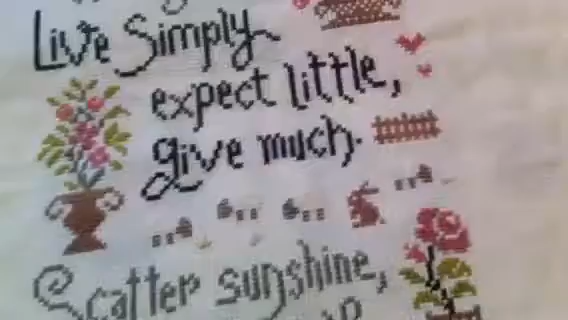 Live Simply
expect little,
give much.
Scatter sunshine,